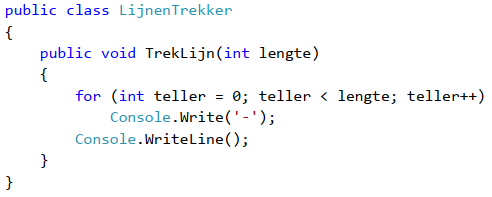 public class LijnenTrekker
{
    public void TrekLijn(int lengte)
    {
        for (int teller = 0; teller < lengte; teller++)
            Console.Write('-');
        Console.WriteLine();
    }
}